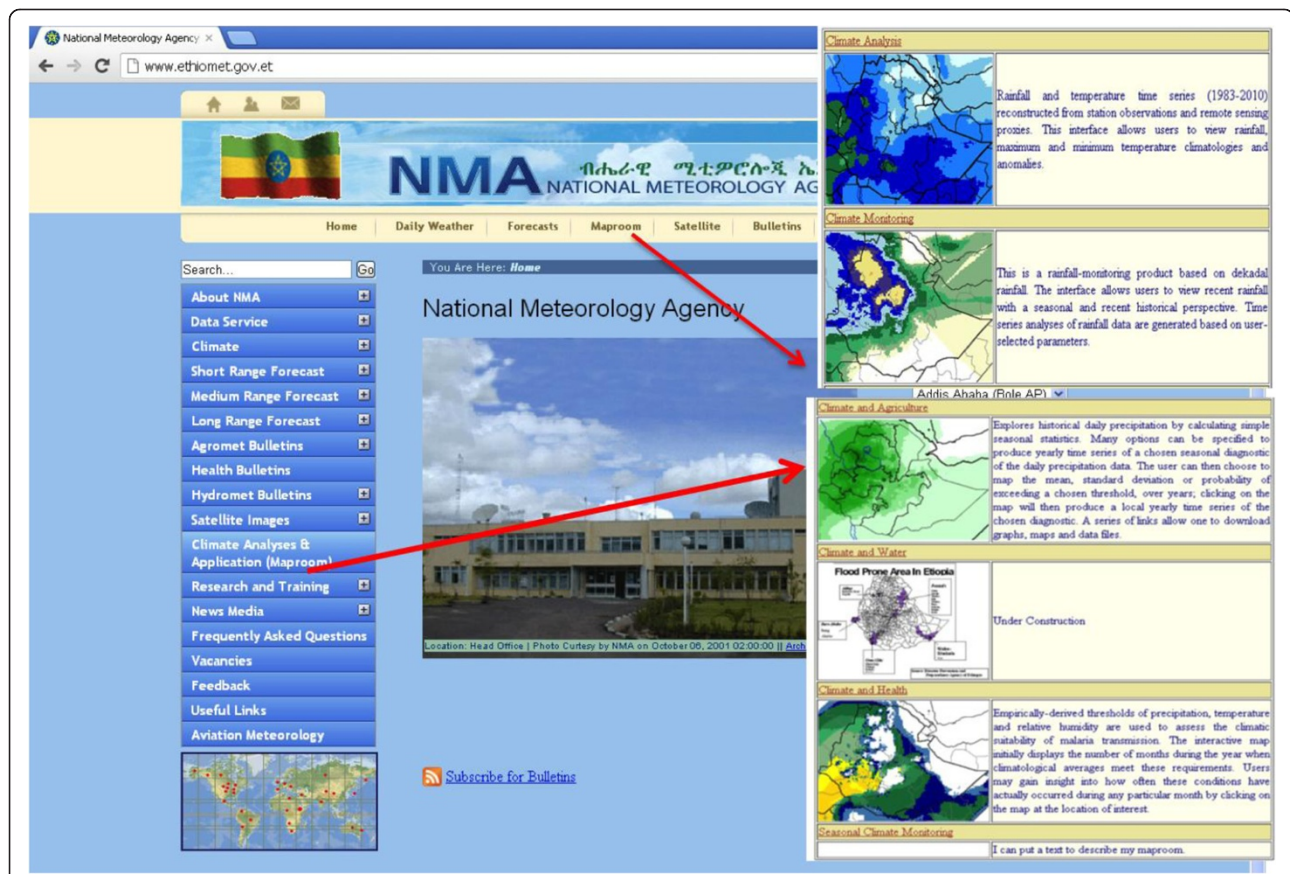 National Meteorology Agency ×
www.ethiomet.gov.et
NMA ብሔራዊ ሚቲዎሮሎጂ ኤ
NATIONAL METEOROLOGY AG
Home Daily Weather Forecasts Maproom Satellite Bulletins
Search... Go
About NMA
Data Service
Climate
Short Range Forecast
Medium Range Forecast
Long Range Forecast
Agromet Bulletins
Health Bulletins
Hydromet Bulletins
Satellite Images
Climate Analyses &
Application (Maproom)
Research and Training
News Media
Frequently Asked Questions
Vacancies
Feedback
Useful Links
Aviation Meteorology
You Are Here: Home
National Meteorology Agency
Location: Head Office | Photo Curtesy by NMA on October 06, 2001 02:00:00 || Arch
Subscribe for Bulletins
Climate Analysis
Rainfall and temperature time series (1983-2010)
reconstructed from station observations and remote sensing
proxies. This interface allows users to view rainfall,
maximum and minimum temperature climatologies and
anomalies.
Climate Monitoring
This is a rainfall-monitoring product based on dekadal
rainfall. The interface allows users to view recent rainfall
with a seasonal and recent historical perspective. Time
series analyses of rainfall data are generated based on user-
selected parameters.
Addis Ababa (Bole AP)
Climate and Agriculture
Explores historical daily precipitation by calculating simple
seasonal statistics. Many options can be specified to
produce yearly time series of a chosen seasonal diagnostic
of the daily precipitation data. The user can then choose to
map the mean, standard deviation or probability of
exceeding a chosen threshold, over years; clicking on the
map will then produce a local yearly time series of the
chosen diagnostic. A series of links allow one to download
graphs, maps and data files.
Climate and Water
Flood Prone Area In Etiopia
Under Construction
Climate and Health
Empirically-derived thresholds of precipitation, temperature
and relative humidity are used to assess the climatic
suitability of malaria transmission. The interactive map
initially displays the number of months during the year when
climatological averages meet these requirements. Users
may gain insight into how often these conditions have
actually occurred during any particular month by clicking on
the map at the location of interest.
Seasonal Climate Monitoring
I can put a text to describe my maproom.